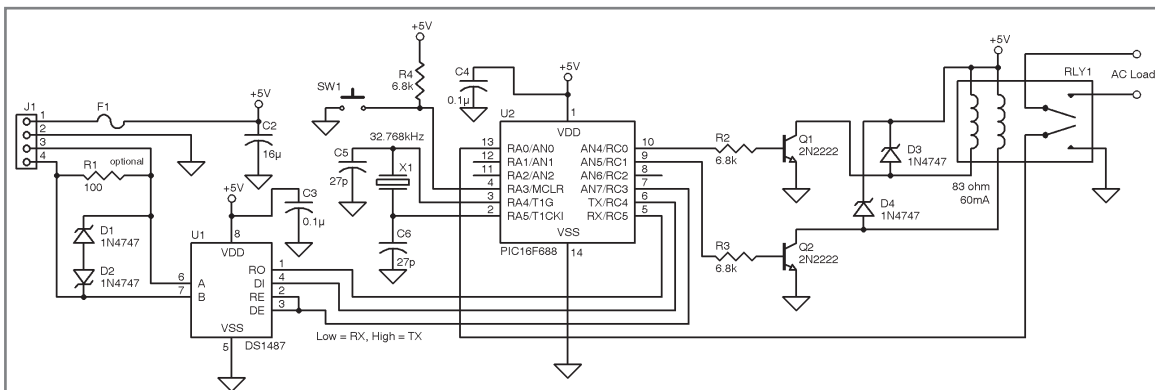 J1
1
2
3
4
F1
+5V
C2
16µ
R1
optional
100
D1
1N4747
D2
1N4747
+5V
C3
0.1µ
U1
8
VDD
6
A
7
B
RO
1
DI
4
RE
2
DE
3
VSS
5
DS1487
Low = RX, High = TX
+5V
R4
6.8k
SW1
32.768kHz
C5
27p
X1
C6
27p
C4
0.1µ
+5V
U2
1
VDD
13
RA0/AN0
12
RA1/AN1
11
RA2/AN2
4
RA3/MCLR
3
RA4/T1G
2
RA5/T1CKI
AN4/RC0
10
AN5/RC1
9
AN6/RC2
8
AN7/RC3
7
TX/RC4
6
RX/RC5
5
VSS
PIC16F688
14
R2
6.8k
Q1
2N2222
R3
6.8k
Q2
2N2222
D3
1N4747
D4
1N4747
+5V
83 ohm
60mA
RLY1
AC Load